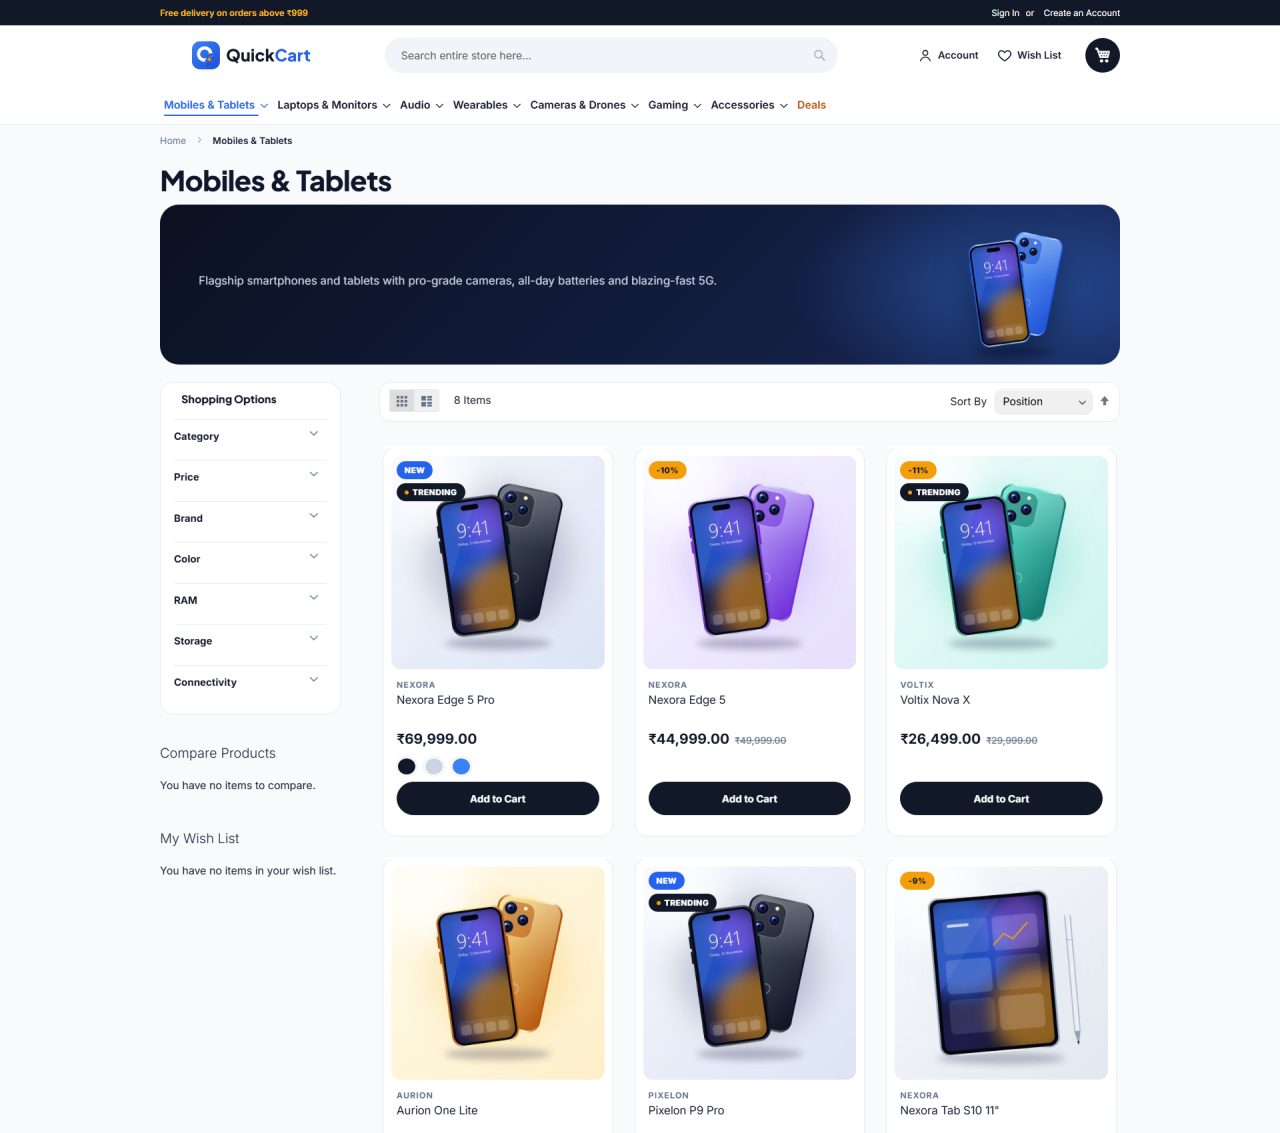 Free delivery on orders above ₹999
Sign In or Create an Account
QuickCart
Search entire store here...
Account
Wish List
Mobiles & Tablets
Laptops & Monitors
Audio
Wearables
Cameras & Drones
Gaming
Accessories
Deals
Home
Mobiles & Tablets
Mobiles & Tablets
Flagship smartphones and tablets with pro-grade cameras, all-day batteries and blazing-fast 5G.
9:41
Shopping Options
Category
Price
Brand
Color
RAM
Storage
Connectivity
Compare Products
You have no items to compare.
My Wish List
You have no items in your wish list.
8 Items
Sort By
Position
NEW
TRENDING
9:41
NEXORA
Nexora Edge 5 Pro
₹69,999.00
Add to Cart
-10%
9:41
NEXORA
Nexora Edge 5
₹44,999.00 ₹49,999.00
Add to Cart
-11%
TRENDING
9:41
VOLTIX
Voltix Nova X
₹26,499.00 ₹29,999.00
Add to Cart
9:41
AURION
Aurion One Lite
NEW
TRENDING
9:41
PIXELON
Pixelon P9 Pro
-9%
NEXORA
Nexora Tab S10 11"